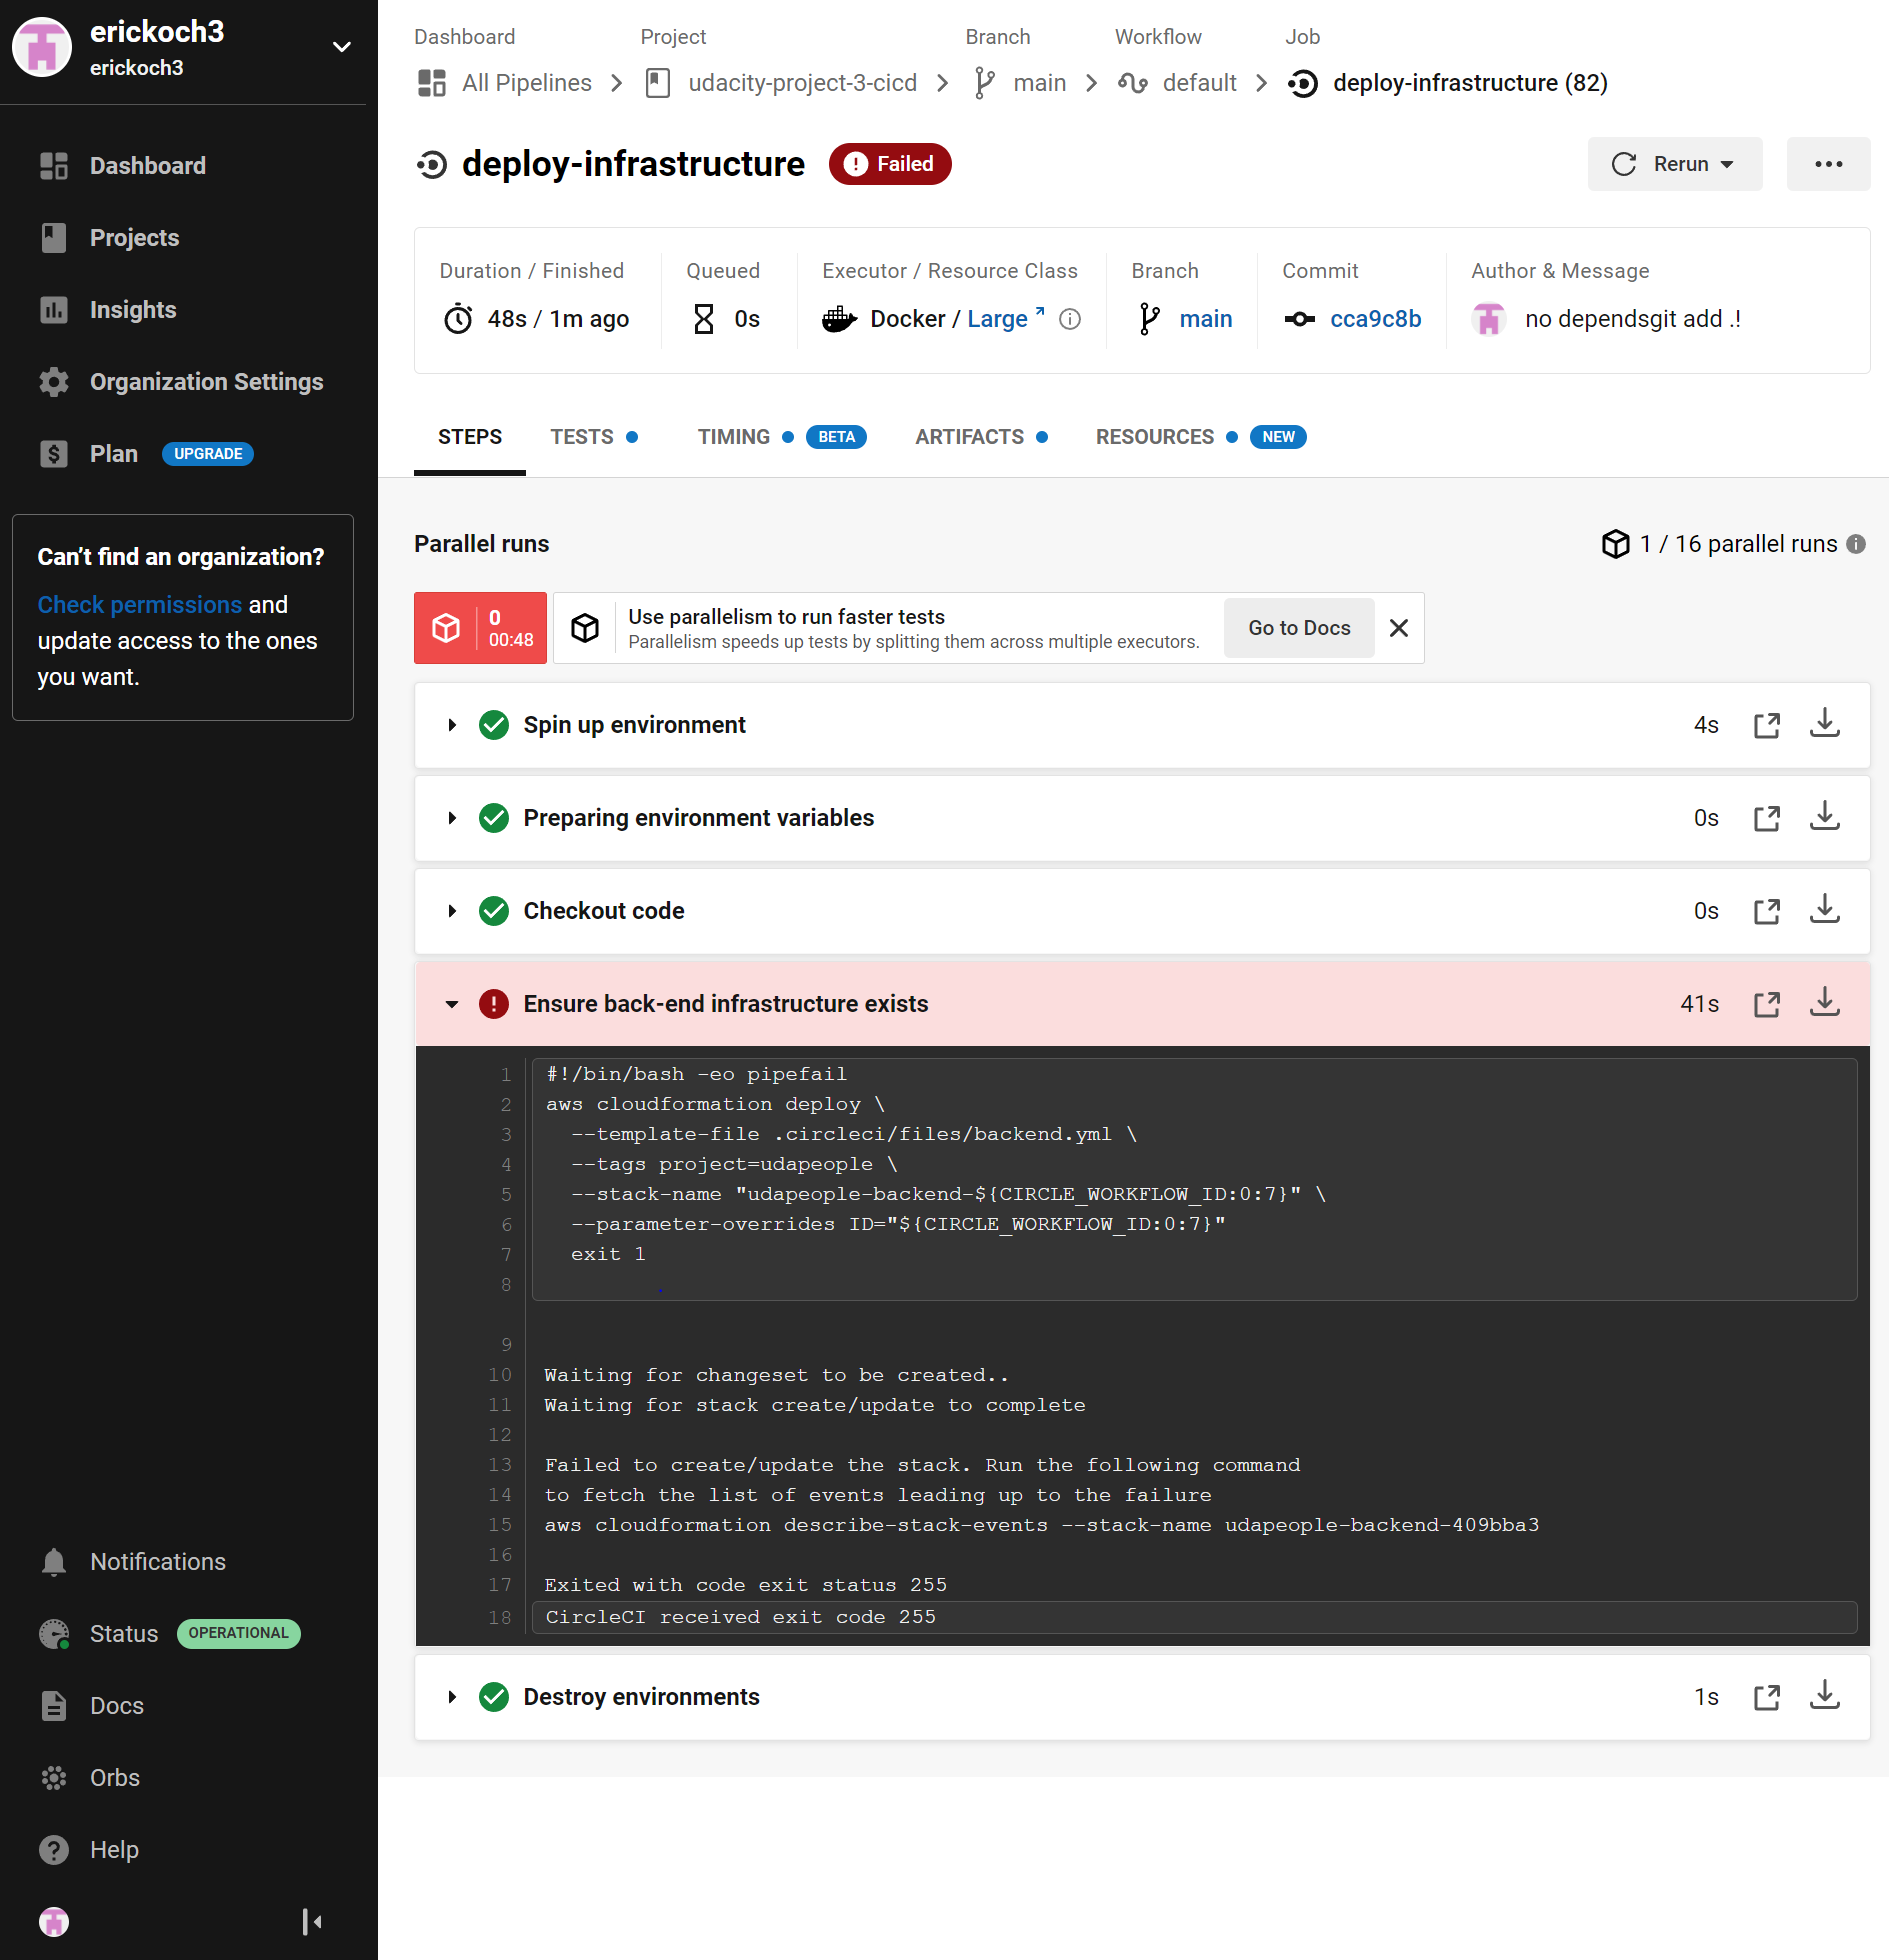 erickoch3
erickoch3
Dashboard
Projects
Insights
Organization Settings
Plan UPGRADE
Can’t find an organization?
Check permissions and
update access to the ones
you want.
Notifications
Status OPERATIONAL
Docs
Orbs
Help
Dashboard Project Branch Workflow Job
All Pipelines udacity-project-3-cicd main default deploy-infrastructure (82)
deploy-infrastructure Failed Rerun
Duration / Finished Queued Executor / Resource Class Branch Commit Author & Message
48s / 1m ago 0s Docker / Large main cca9c8b no dependsgit add .!
STEPS TESTS TIMING BETA ARTIFACTS RESOURCES NEW
Parallel runs 1 / 16 parallel runs
0
00:48
Use parallelism to run faster tests
Parallelism speeds up tests by splitting them across multiple executors.
Go to Docs
Spin up environment 4s
Preparing environment variables 0s
Checkout code 0s
Ensure back-end infrastructure exists 41s
1 #!/bin/bash -eo pipefail
2 aws cloudformation deploy \
3 --template-file .circleci/files/backend.yml \
4 --tags project=udapeople \
5 --stack-name "udapeople-backend-${CIRCLE_WORKFLOW_ID:0:7}" \
6 --parameter-overrides ID="${CIRCLE_WORKFLOW_ID:0:7}"
7 exit 1
8
9
10 Waiting for changeset to be created..
11 Waiting for stack create/update to complete
12
13 Failed to create/update the stack. Run the following command
14 to fetch the list of events leading up to the failure
15 aws cloudformation describe-stack-events --stack-name udapeople-backend-409bba3
16
17 Exited with code exit status 255
18 CircleCI received exit code 255
Destroy environments 1s